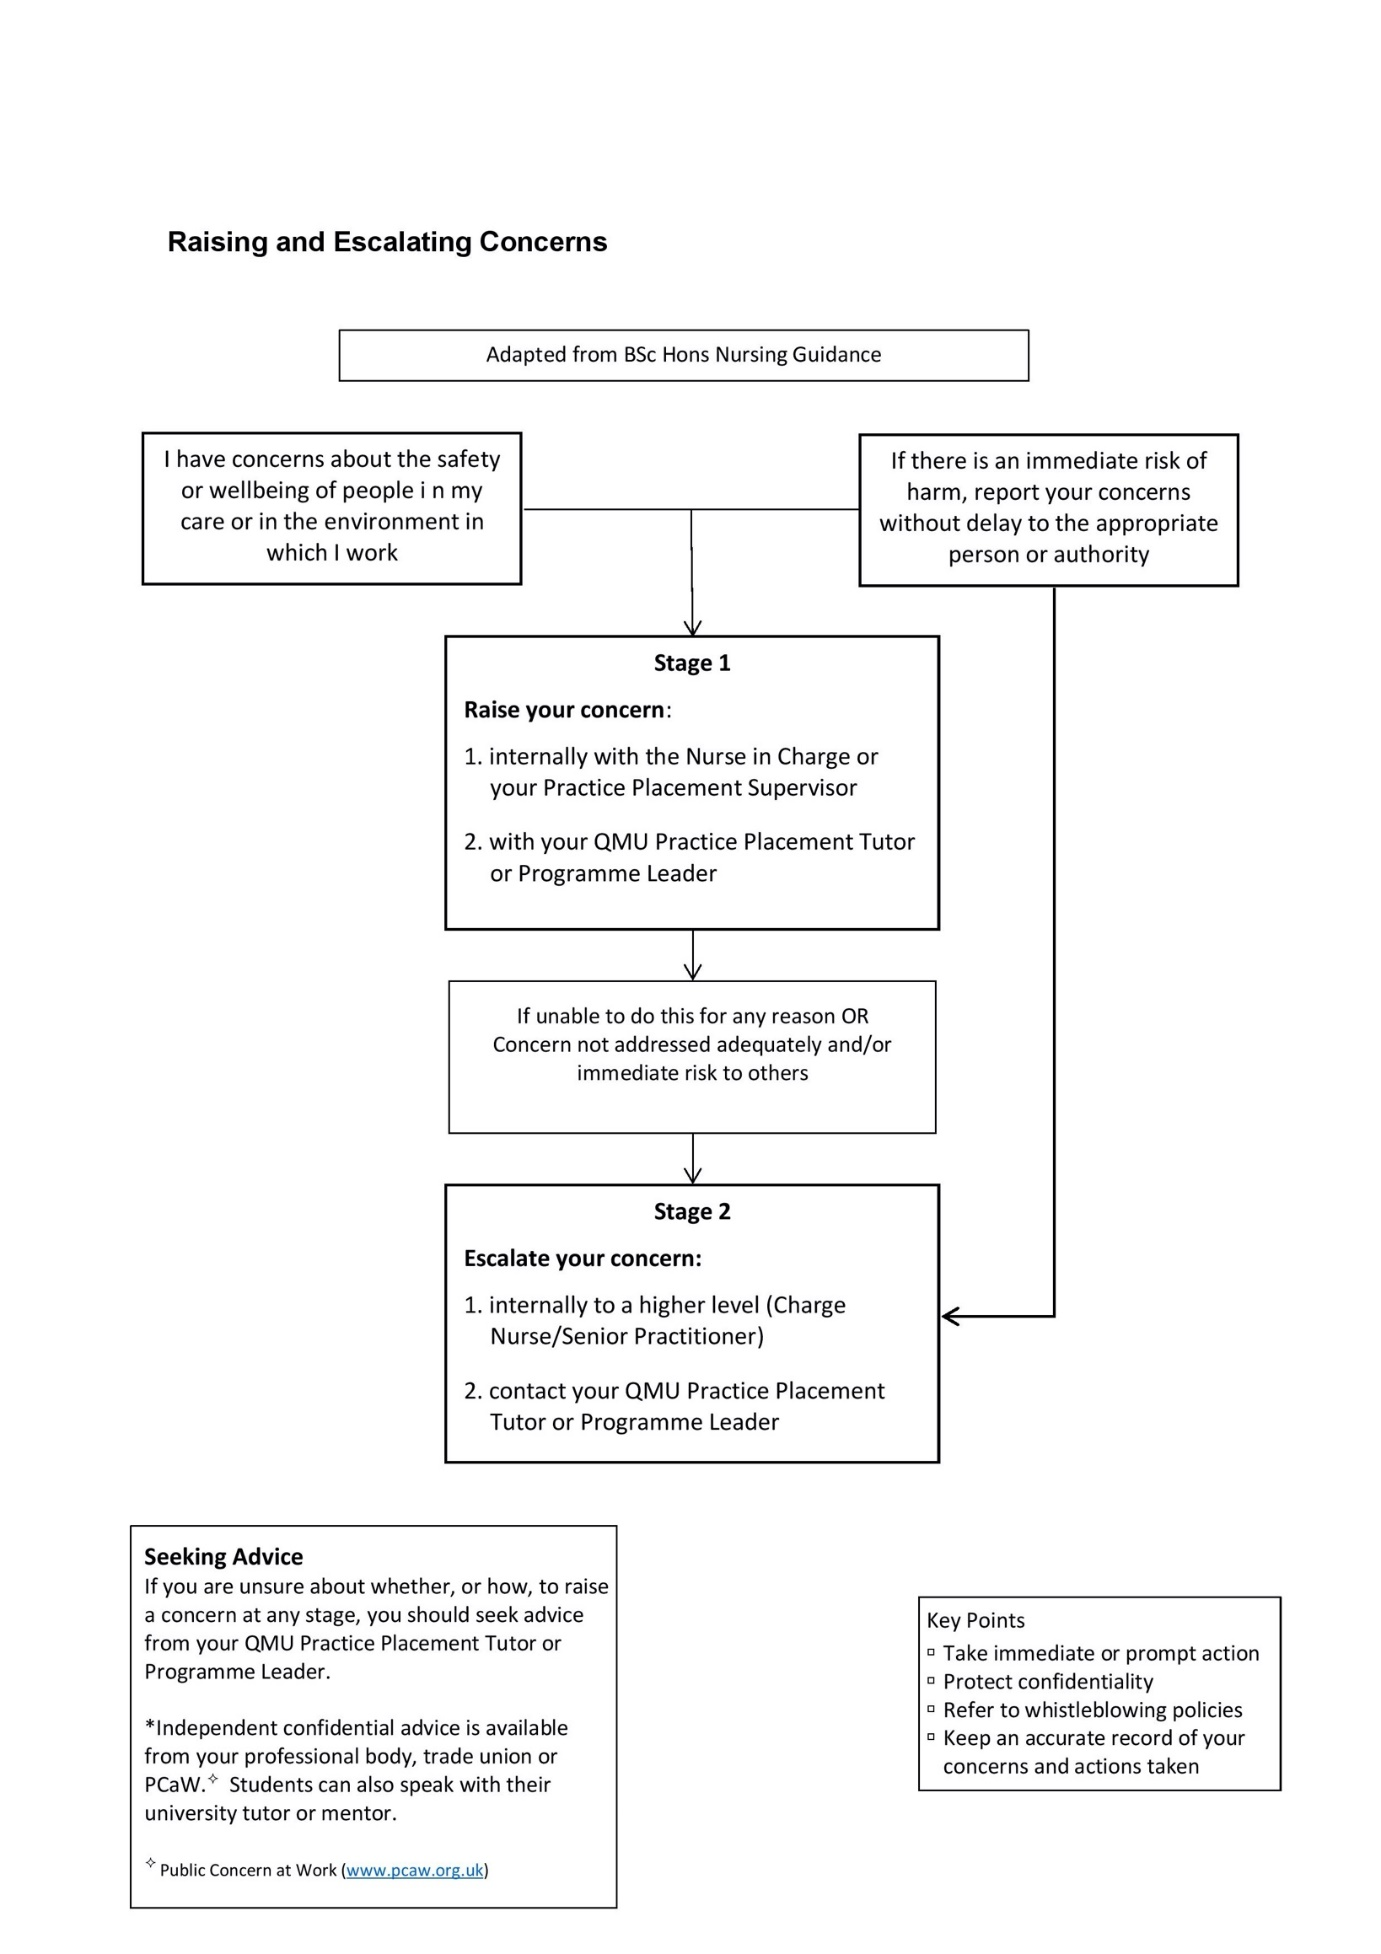 Raising and Escalating Concerns
Adapted from BSc Hons Nursing Guidance
I have concerns about the safety
or wellbeing of people i n my
care or in the environment in
which I work
If there is an immediate risk of
harm, report your concerns
without delay to the appropriate
person or authority
Stage 1
Raise your concern:
1. internally with the Nurse in Charge or
your Practice Placement Supervisor
2. with your QMU Practice Placement Tutor
or Programme Leader
If unable to do this for any reason OR
Concern not addressed adequately and/or
immediate risk to others
Stage 2
Escalate your concern:
1. internally to a higher level (Charge
Nurse/Senior Practitioner)
2. contact your QMU Practice Placement
Tutor or Programme Leader
Seeking Advice
If you are unsure about whether, or how, to raise
a concern at any stage, you should seek advice
from your QMU Practice Placement Tutor or
Programme Leader.
*Independent confidential advice is available
from your professional body, trade union or
PCaW.✧ Students can also speak with their
university tutor or mentor.
✧ Public Concern at Work (www.pcaw.org.uk)
Key Points
▫ Take immediate or prompt action
▫ Protect confidentiality
▫ Refer to whistleblowing policies
▫ Keep an accurate record of your
concerns and actions taken